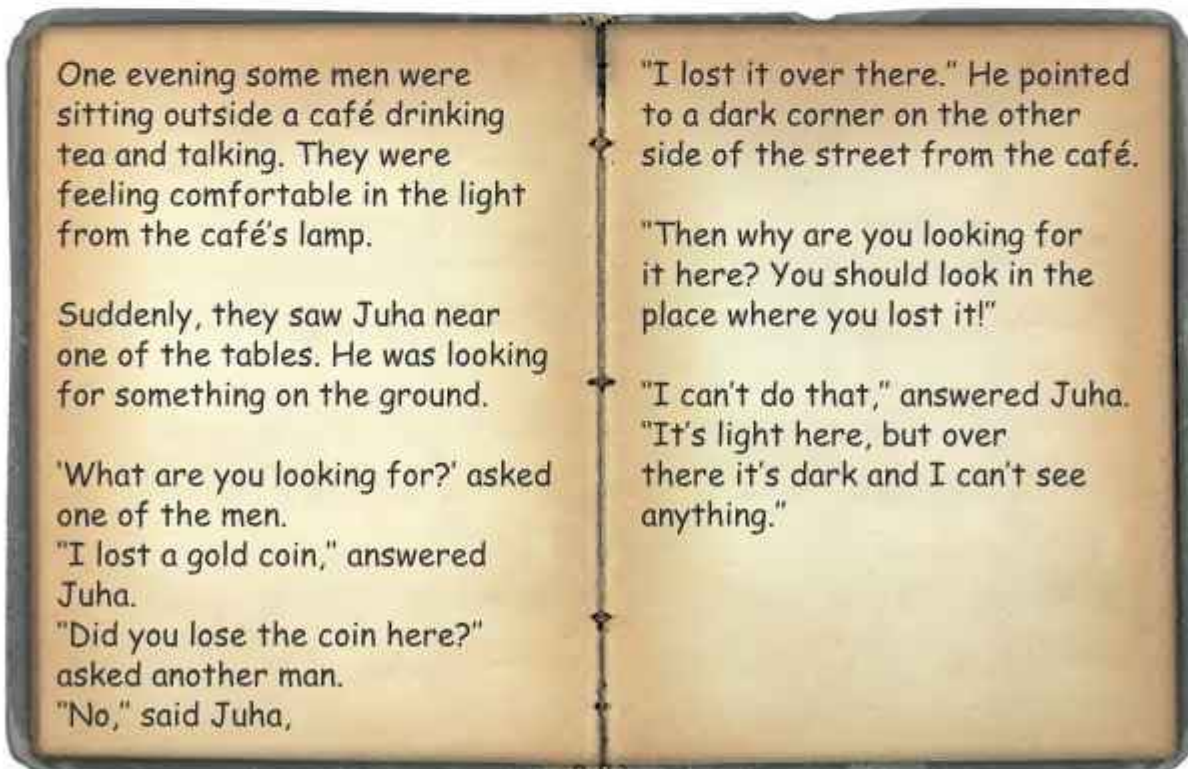 One evening some men were
sitting outside a café drinking
tea and talking. They were
feeling comfortable in the light
from the café's lamp.
Suddenly, they saw Juha near
one of the tables. He was looking
for something on the ground.
'What are you looking for?' asked
one of the men.
"I lost a gold coin," answered
Juha.
"Did you lose the coin here?"
asked another man.
"No," said Juha,
"I lost it over there." He pointed
to a dark corner on the other
side of the street from the café.
"Then why are you looking for
it here? You should look in the
place where you lost it!"
"I can't do that," answered Juha.
"It's light here, but over
there it's dark and I can't see
anything."